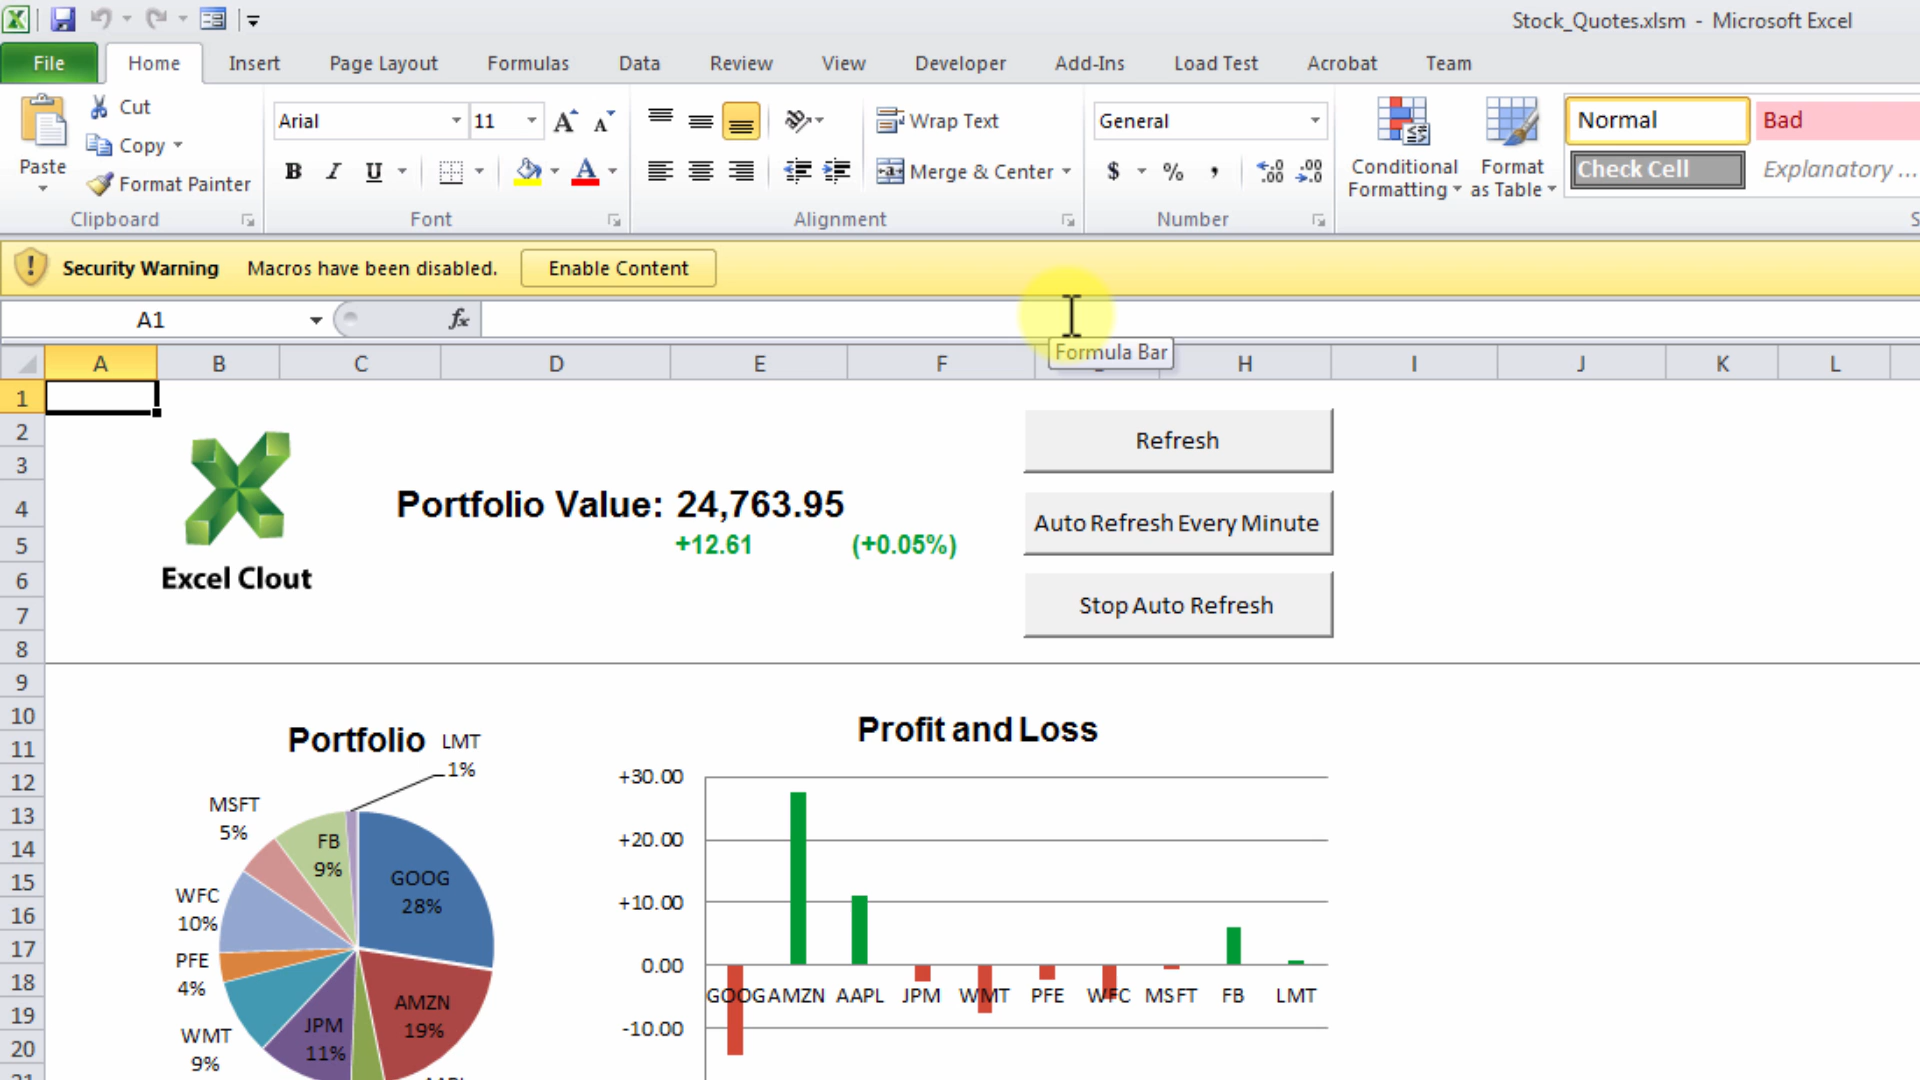 Stock_Quotes.xlsm - Microsoft Excel
File Home Insert Page Layout Formulas Data Review View Developer Add-Ins Load Test Acrobat Team
Paste
Cut
Copy
Format Painter
Clipboard
Arial 11
B I U
Font
Wrap Text
Merge & Center
Alignment
General
$ % ,
Number
Conditional Formatting
Format as Table
Normal
Bad
Check Cell
Explanatory ...
Security Warning Macros have been disabled. Enable Content
A1 fx
Formula Bar
A B C D E F H I J K L
1
2
3
4
5
6
7
8
9
10
11
12
13
14
15
16
17
18
19
20
Excel Clout
Portfolio Value: 24,763.95
+12.61 (+0.05%)
Refresh
Auto Refresh Every Minute
Stop Auto Refresh
Portfolio
LMT
1%
MSFT
5%
FB
9%
GOOG
28%
WFC
10%
PFE
4%
AMZN
19%
JPM
11%
WMT
9%
Profit and Loss
+30.00
+20.00
+10.00
0.00
-10.00
GOOG AMZN AAPL JPM WMT PFE WFC MSFT FB LMT